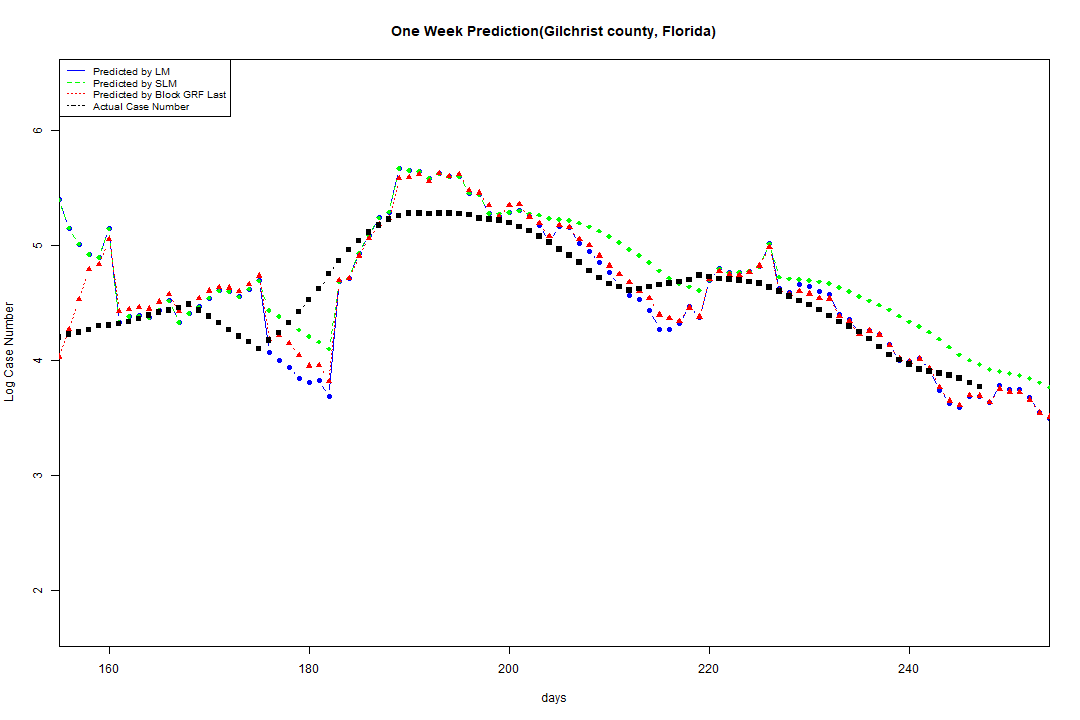 One Week Prediction(Gilchrist county, Florida)
Predicted by LM
Predicted by SLM
Predicted by Block GRF Last
Actual Case Number
6
5
4
3
2
Log Case Number
160 180 200 220 240
days